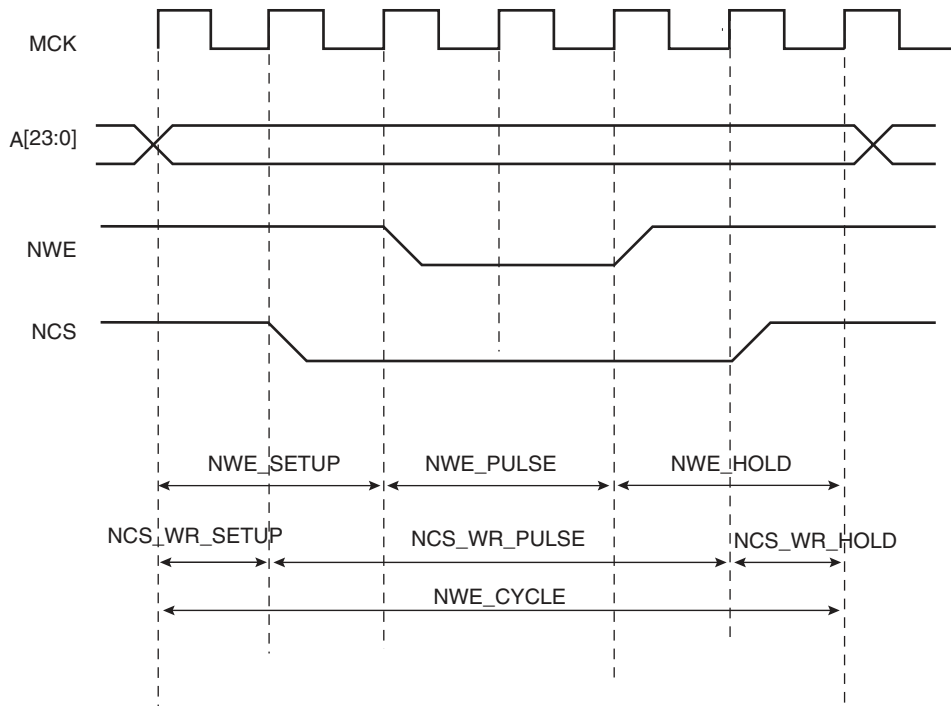 MCK
A[23:0]
NWE
NCS
NWE_SETUP NWE_PULSE NWE_HOLD
NCS_WR_SETUP NCS_WR_PULSE NCS_WR_HOLD
NWE_CYCLE